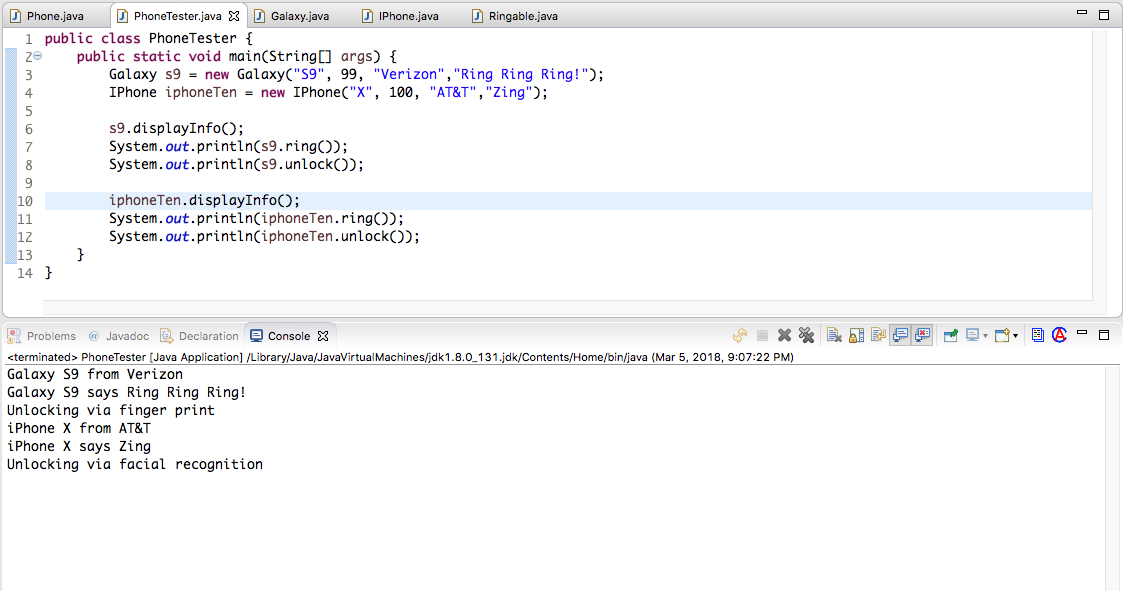 Phone.java PhoneTester.java Galaxy.java IPhone.java Ringable.java
1 public class PhoneTester {
2 public static void main(String[] args) {
3 Galaxy s9 = new Galaxy("S9", 99, "Verizon","Ring Ring Ring!");
4 IPhone iphoneTen = new IPhone("X", 100, "AT&T","Zing");
5
6 s9.displayInfo();
7 System.out.println(s9.ring());
8 System.out.println(s9.unlock());
9
10 iphoneTen.displayInfo();
11 System.out.println(iphoneTen.ring());
12 System.out.println(iphoneTen.unlock());
13 }
14 }
Problems @ Javadoc Declaration Console
<terminated> PhoneTester [Java Application] /Library/Java/JavaVirtualMachines/jdk1.8.0_131.jdk/Contents/Home/bin/java (Mar 5, 2018, 9:07:22 PM)
Galaxy S9 from Verizon
Galaxy S9 says Ring Ring Ring!
Unlocking via finger print
iPhone X from AT&T
iPhone X says Zing
Unlocking via facial recognition